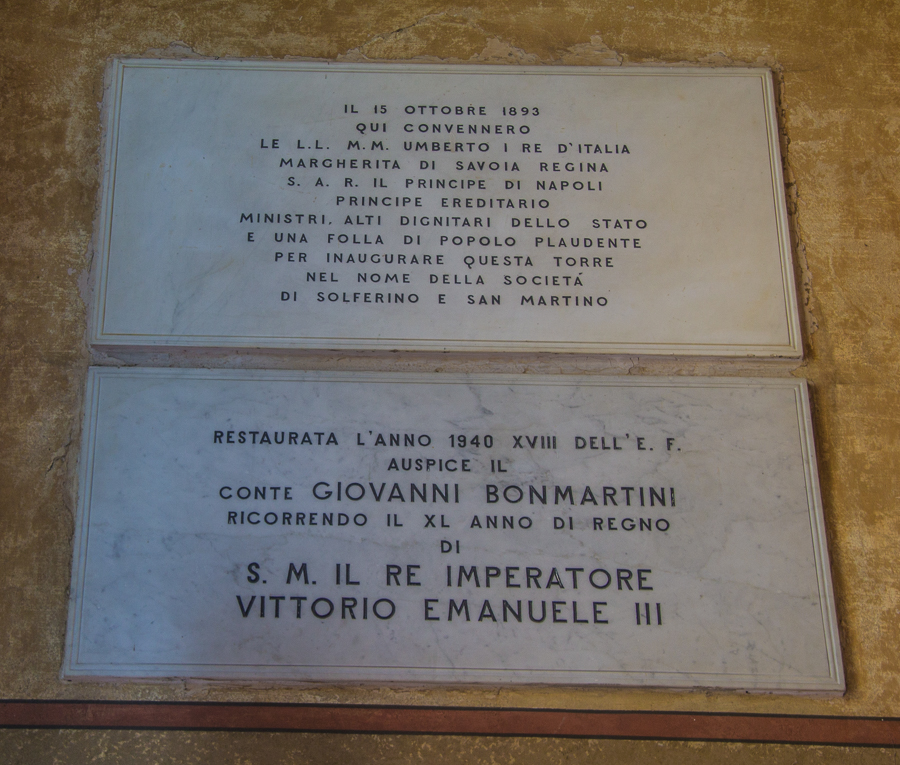 IL 15 OTTOBRE 1893
QUI CONVENNERO
LE L.L. M.M. UMBERTO I RE D'ITALIA
MARGHERITA DI SAVOIA REGINA
S. A. R. IL PRINCIPE DI NAPOLI
PRINCIPE EREDITARIO
MINISTRI. ALTI DIGNITARI DELLO STATO
E UNA FOLLA DI POPOLO PLAUDENTE
PER INAUGURARE QUESTA TORRE
NEL NOME DELLA SOCIETÁ
DI SOLFERINO E SAN MARTINO
RESTAURATA L'ANNO 1940 XVIII DELL'E. F.
AUSPICE IL
CONTE GIOVANNI BONMARTINI
RICORRENDO IL XL ANNO DI REGNO
DI
S. M. IL RE IMPERATORE
VITTORIO EMANUELE III